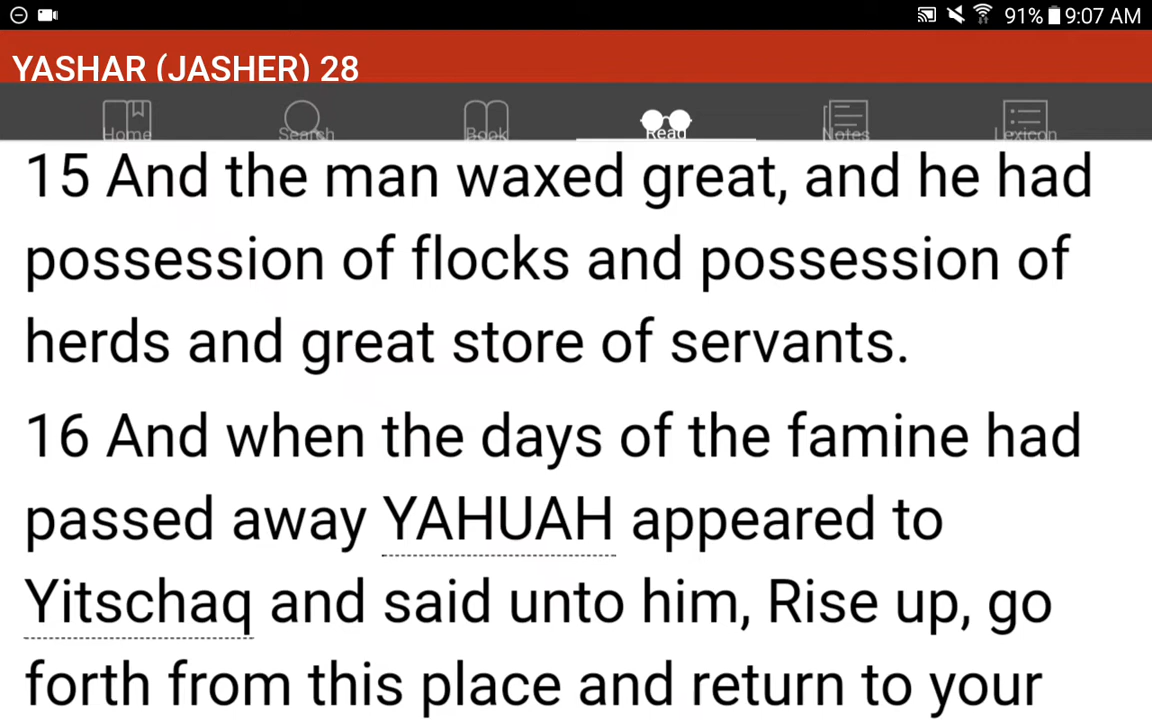 91% 9:07 AM
YASHAR (JASHER) 28
Home Search Book Read Notes Lexicon
15 And the man waxed great, and he had
possession of flocks and possession of
herds and great store of servants.
16 And when the days of the famine had
passed away YAHUAH appeared to
Yitschaq and said unto him, Rise up, go
forth from this place and return to your